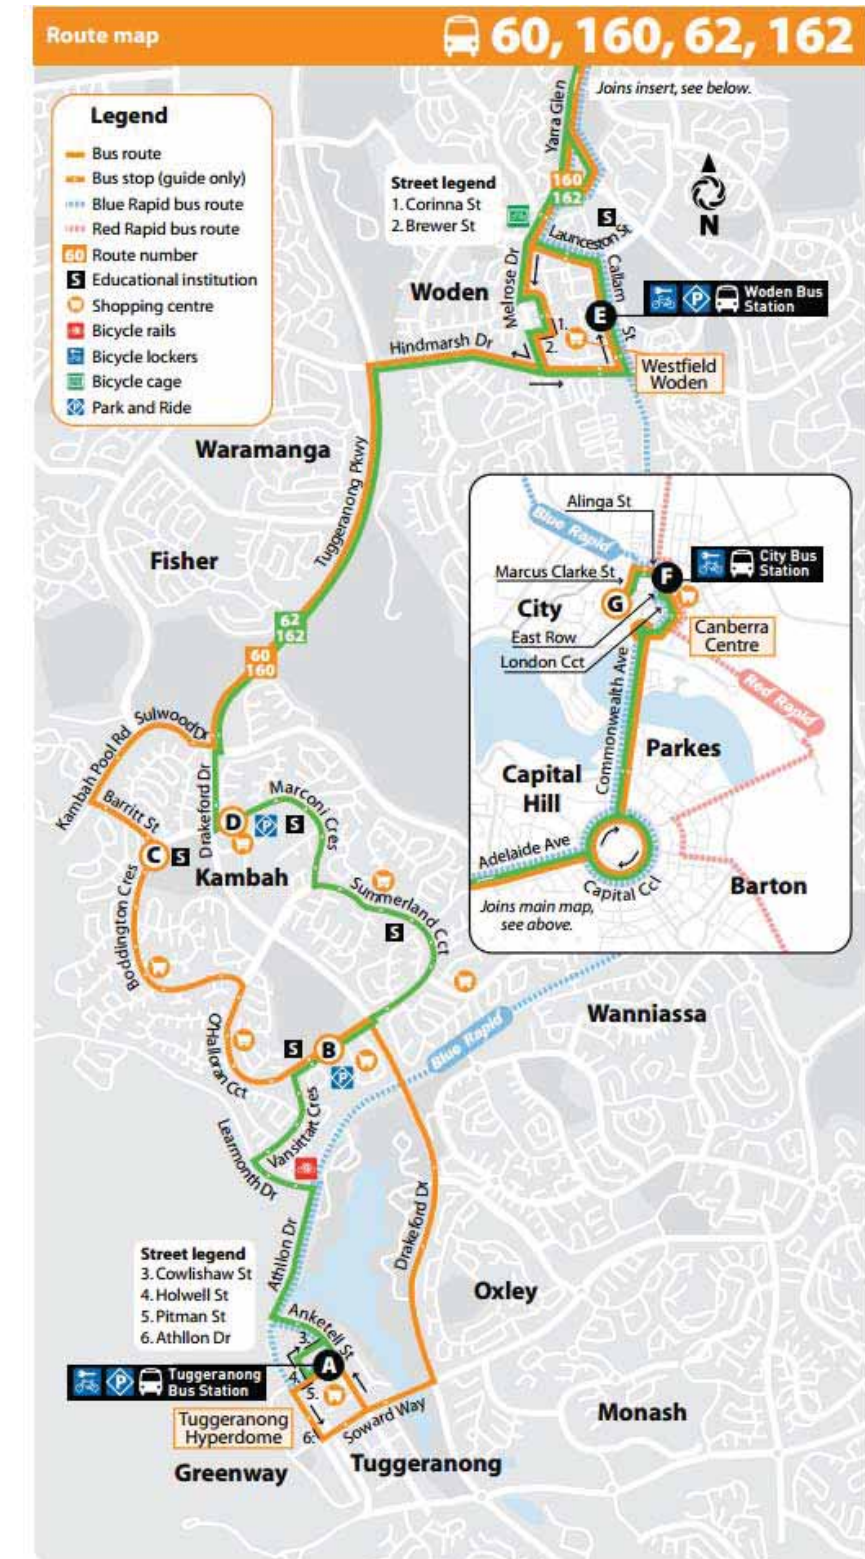 Route map
60, 160, 62, 162
Legend
Bus route
Bus stop (guide only)
Blue Rapid bus route
Red Rapid bus route
60 Route number
S Educational institution
Shopping centre
Bicycle rails
Bicycle lockers
Bicycle cage
P Park and Ride
Joins insert, see below.
Yarra Glen
160
162
Street legend
1. Corinna St
2. Brewer St
S
N
Launceston St
Callam St
Melrose Dr
Woden
E
P Woden Bus
Station
1.
2.
Hindmarsh Dr
Westfield
Woden
Waramanga
Tuggeranong Pkwy
Fisher
62
162
60
160
Alinga St
Blue Rapid
City Bus
Station
Marcus Clarke St
F
G
City
East Row
London Cct
Canberra
Centre
Red Rapid
Commonwealth Ave
Parkes
Capital
Hill
Adelaide Ave
Capital Ccl
Barton
Joins main map,
see above.
Sulwood Dr
Kambah Pool Rd
Barritt St
Drakeford Dr
Marconi Cres
D
P
S
C
S
Kambah
Summerland Cct
S
Boddington Cres
O'Halloran Cct
S
B
P
Blue Rapid
Wanniassa
Vansittart Cres
Learmonth Dr
Drakeford Dr
Athllon Dr
Oxley
Street legend
3. Cowlishaw St
4. Holwell St
5. Pitman St
6. Athllon Dr
Anketell St
3.
A
4.
5.
6.
P Tuggeranong
Bus Station
Tuggeranong
Hyperdome
Soward Way
Monash
Greenway
Tuggeranong